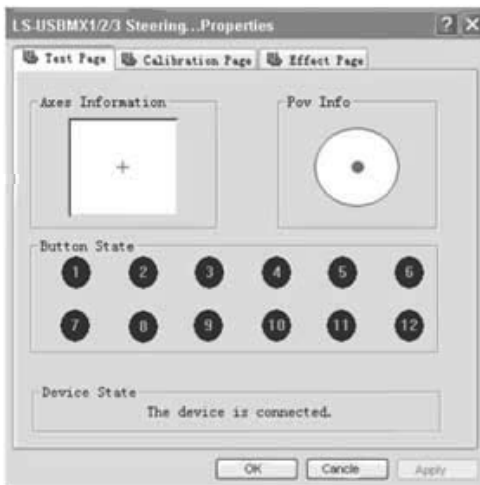 LS-USBMX1/2/3 Steering...Properties
Test Page Calibration Page Effect Page
Axes Information Pov Info
Button State
1 2 3 4 5 6
7 8 9 10 11 12
Device State
The device is connected.
OK Cancle Apply